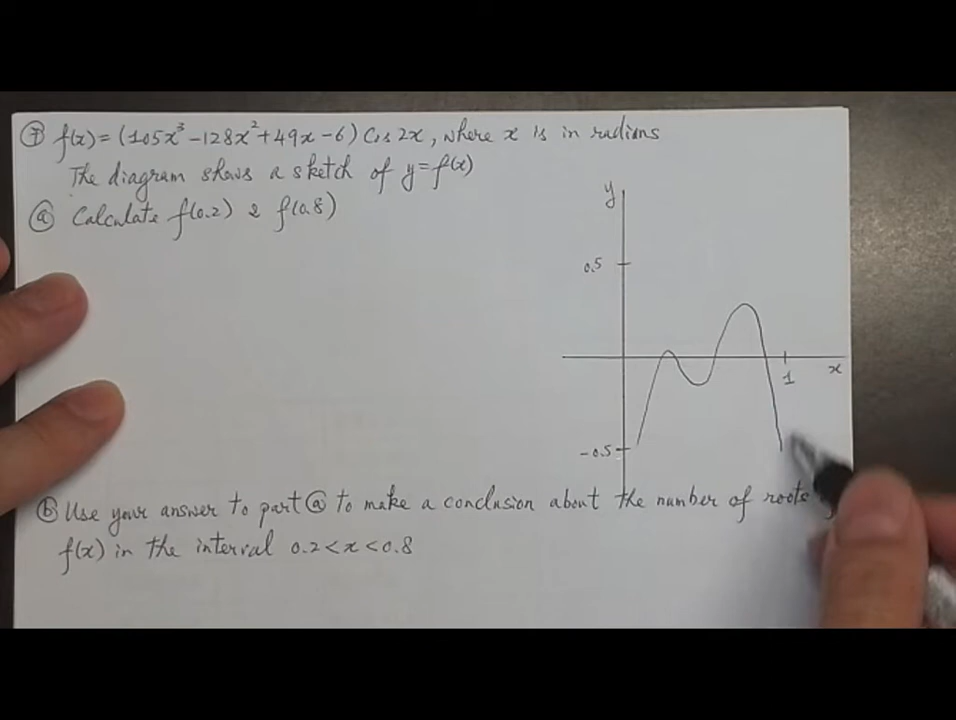 ⑦ f(x)=(105x³-128x²+49x-6) Cos 2x, where x is in radians
The diagram shows a sketch of y=f(x)
ⓐ Calculate f(0.2) & f(0.8)
y
0.5
1
x
-0.5
ⓑ Use your answer to part ⓐ to make a conclusion about the number of roots
f(x) in the interval 0.2<x<0.8